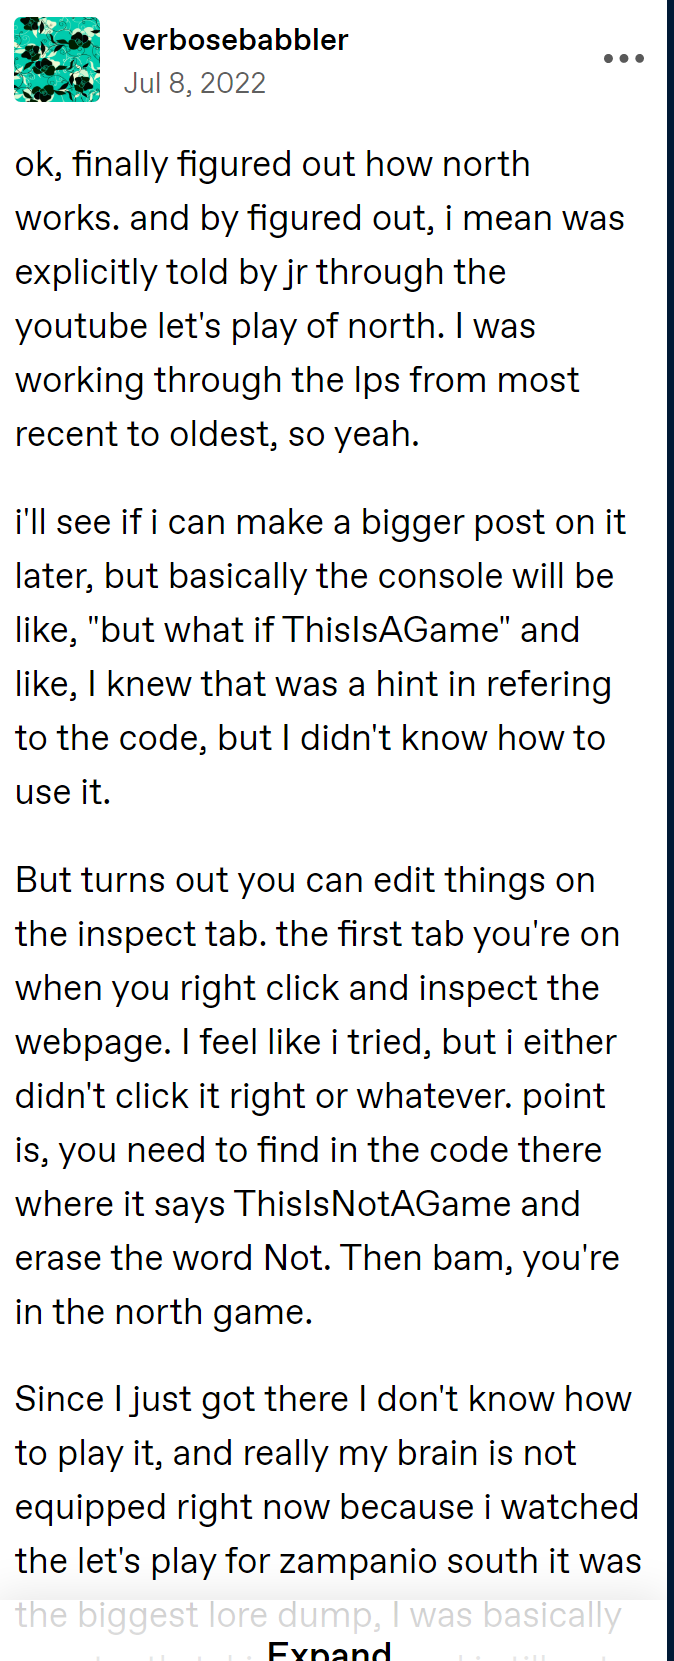 verbosebabbler
Jul 8, 2022
ok, finally figured out how north
works. and by figured out, i mean was
explicitly told by jr through the
youtube let's play of north. I was
working through the lps from most
recent to oldest, so yeah.
i'll see if i can make a bigger post on it
later, but basically the console will be
like, "but what if ThisIsAGame" and
like, I knew that was a hint in refering
to the code, but I didn't know how to
use it.
But turns out you can edit things on
the inspect tab. the first tab you're on
when you right click and inspect the
webpage. I feel like i tried, but i either
didn't click it right or whatever. point
is, you need to find in the code there
where it says ThisIsNotAGame and
erase the word Not. Then bam, you're
in the north game.
Since I just got there I don't know how
to play it, and really my brain is not
equipped right now because i watched
the let's play for zampanio south it was
the biggest lore dump, I was basically
Expand